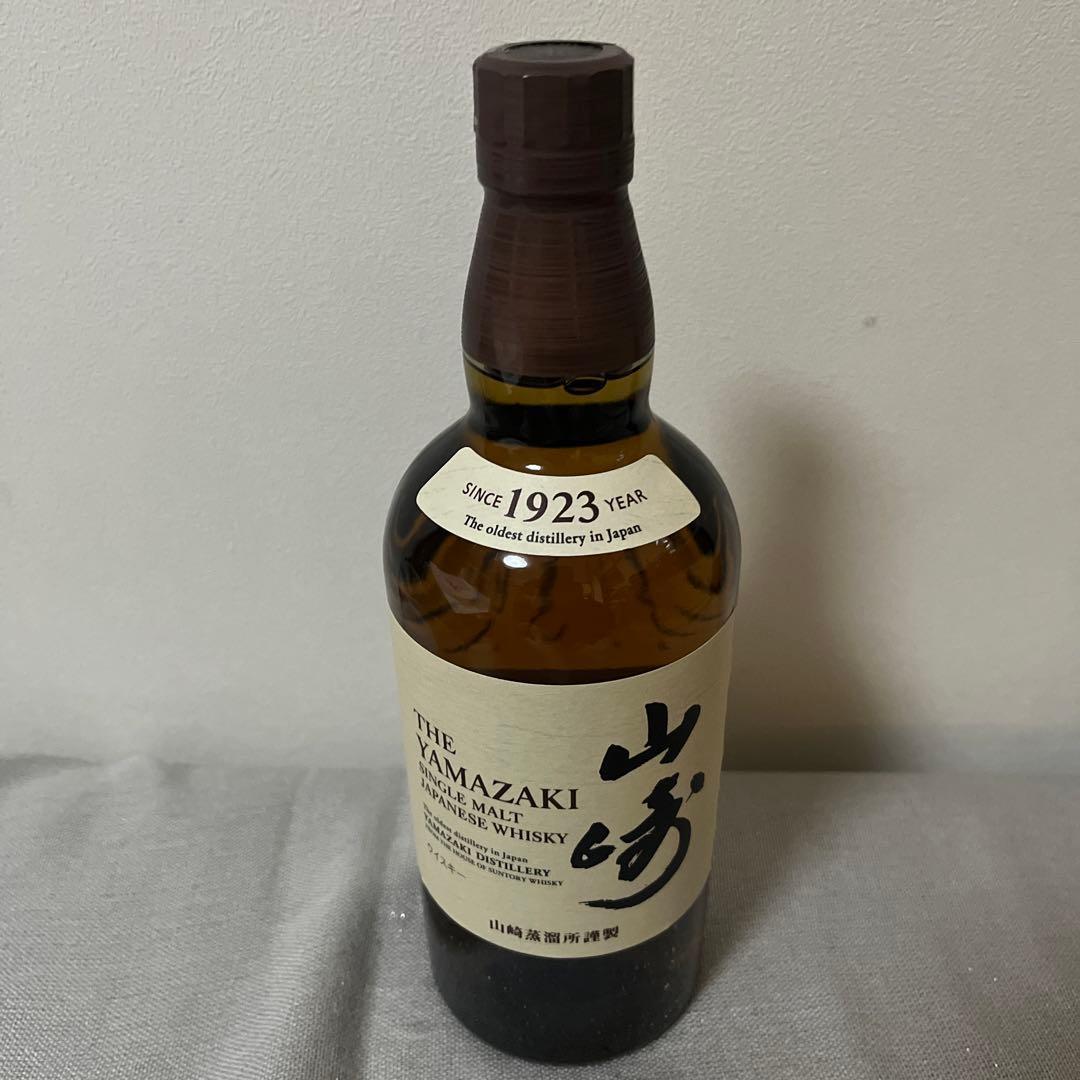 SINCE 1923 YEAR
The oldest distillery in Japan
THE
YAMAZAKI
SINGLE MALT
JAPANESE WHISKY
The oldest distillery in Japan
YAMAZAKI DISTILLERY
FROM THE HOUSE OF SUNTORY WHISKY
ウイスキー
山崎
山崎蒸溜所謹製